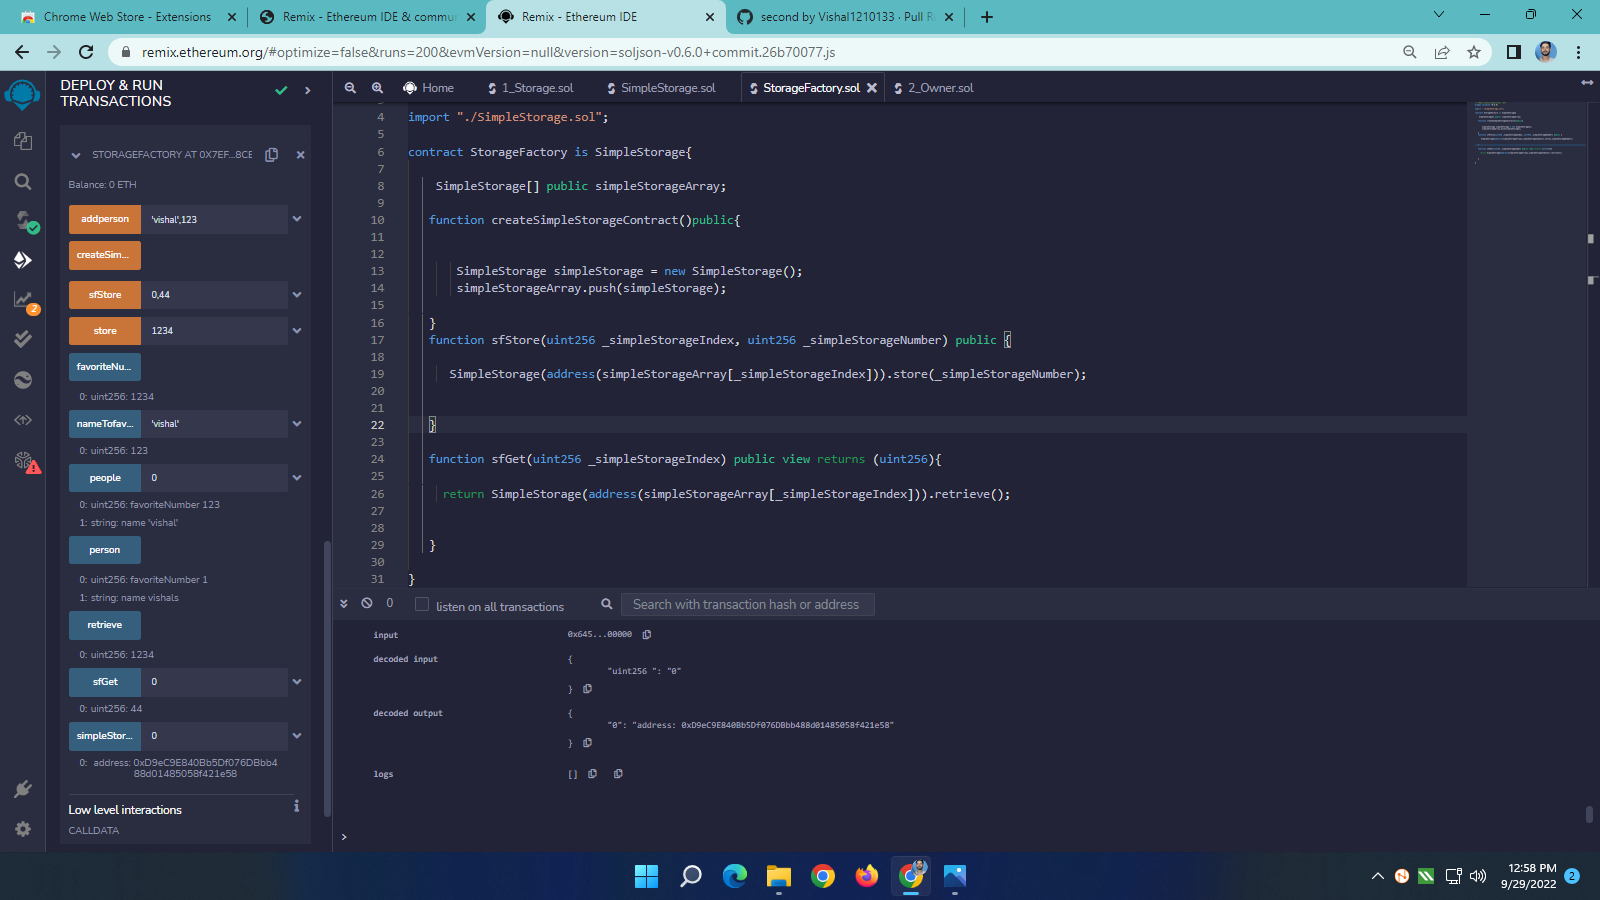 Chrome Web Store - Extensions
Remix - Ethereum IDE & commu
Remix - Ethereum IDE
second by Vishal1210133 · Pull R
remix.ethereum.org/#optimize=false&runs=200&evmVersion=null&version=soljson-v0.6.0+commit.26b70077.js
DEPLOY & RUN
TRANSACTIONS
Home
1_Storage.sol
SimpleStorage.sol
StorageFactory.sol
2_Owner.sol
STORAGEFACTORY AT 0X7EF...8CE
Balance: 0 ETH
addperson 'vishal',123
createSim...
sfStore 0,44
store 1234
favoriteNu...
0: uint256: 1234
nameTofav... 'vishal'
0: uint256: 123
people 0
0: uint256: favoriteNumber 123
1: string: name 'vishal'
person
0: uint256: favoriteNumber 1
1: string: name vishals
retrieve
0: uint256: 1234
sfGet 0
0: uint256: 44
simpleStor... 0
0: address: 0xD9eC9E840Bb5Df076DBbb4
88d01485058f421e58
Low level interactions
CALLDATA
2
4 import "./SimpleStorage.sol";
5
6 contract StorageFactory is SimpleStorage{
7
8 SimpleStorage[] public simpleStorageArray;
9
10 function createSimpleStorageContract()public{
11
12
13 SimpleStorage simpleStorage = new SimpleStorage();
14 simpleStorageArray.push(simpleStorage);
15
16 }
17 function sfStore(uint256 _simpleStorageIndex, uint256 _simpleStorageNumber) public {
18
19 SimpleStorage(address(simpleStorageArray[_simpleStorageIndex])).store(_simpleStorageNumber);
20
21
22 }
23
24 function sfGet(uint256 _simpleStorageIndex) public view returns (uint256){
25
26 return SimpleStorage(address(simpleStorageArray[_simpleStorageIndex])).retrieve();
27
28
29 }
30
31 }
0
listen on all transactions
Search with transaction hash or address
input 0x645...00000
decoded input {
"uint256 ": "0"
}
decoded output {
"0": "address: 0xD9eC9E840Bb5Df076DBbb488d01485058f421e58"
}
logs []
>
12:58 PM
9/29/2022
2